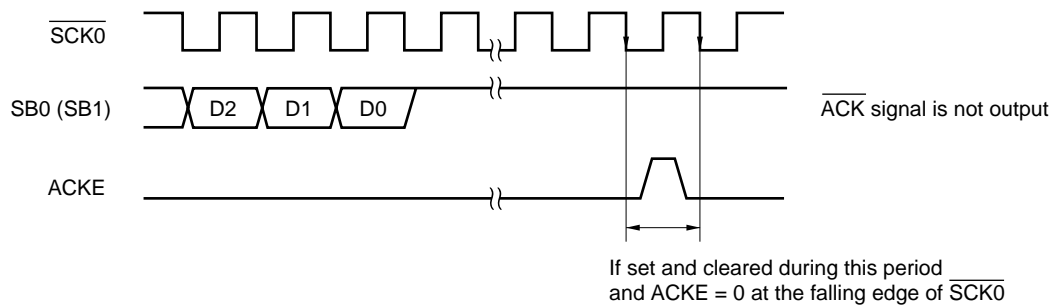 SCK0
SB0 (SB1)
D2
D1
D0
ACK signal is not output
ACKE
If set and cleared during this period
and ACKE = 0 at the falling edge of SCK0